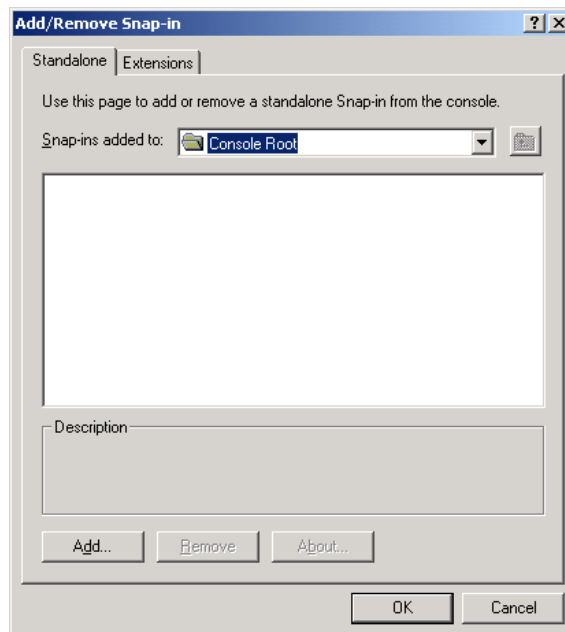 Add/Remove Snap-in
Standalone Extensions
Use this page to add or remove a standalone Snap-in from the console.
Snap-ins added to: Console Root
Description
Add... Remove About...
OK Cancel